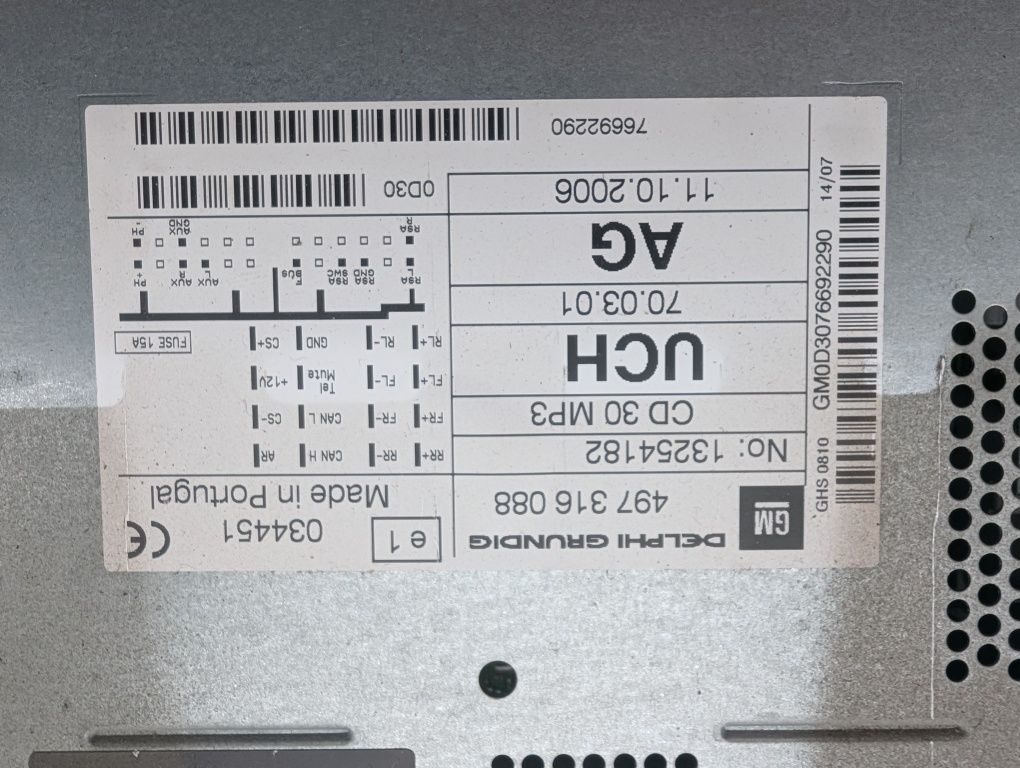 GM
DELPHI GRUNDIG
497 316 088
No: 13254182
CD 30 MP3
UCH
70.03.01
AG
11.10.2006
e 1
034451
CE
Made in Portugal
RR+ RR- CAN H AR
FR+ FR- CAN L CS-
FL+ FL- Tel Mute +12V
RL+ RL- GND CS+
FUSE 15A
RSA L RSA GND RSA SWC F BUS AUX L AUX R PH +
RSA R AUX GND PH -
0D30
76692290
GHS 0810 GM0D3076692290 14/07